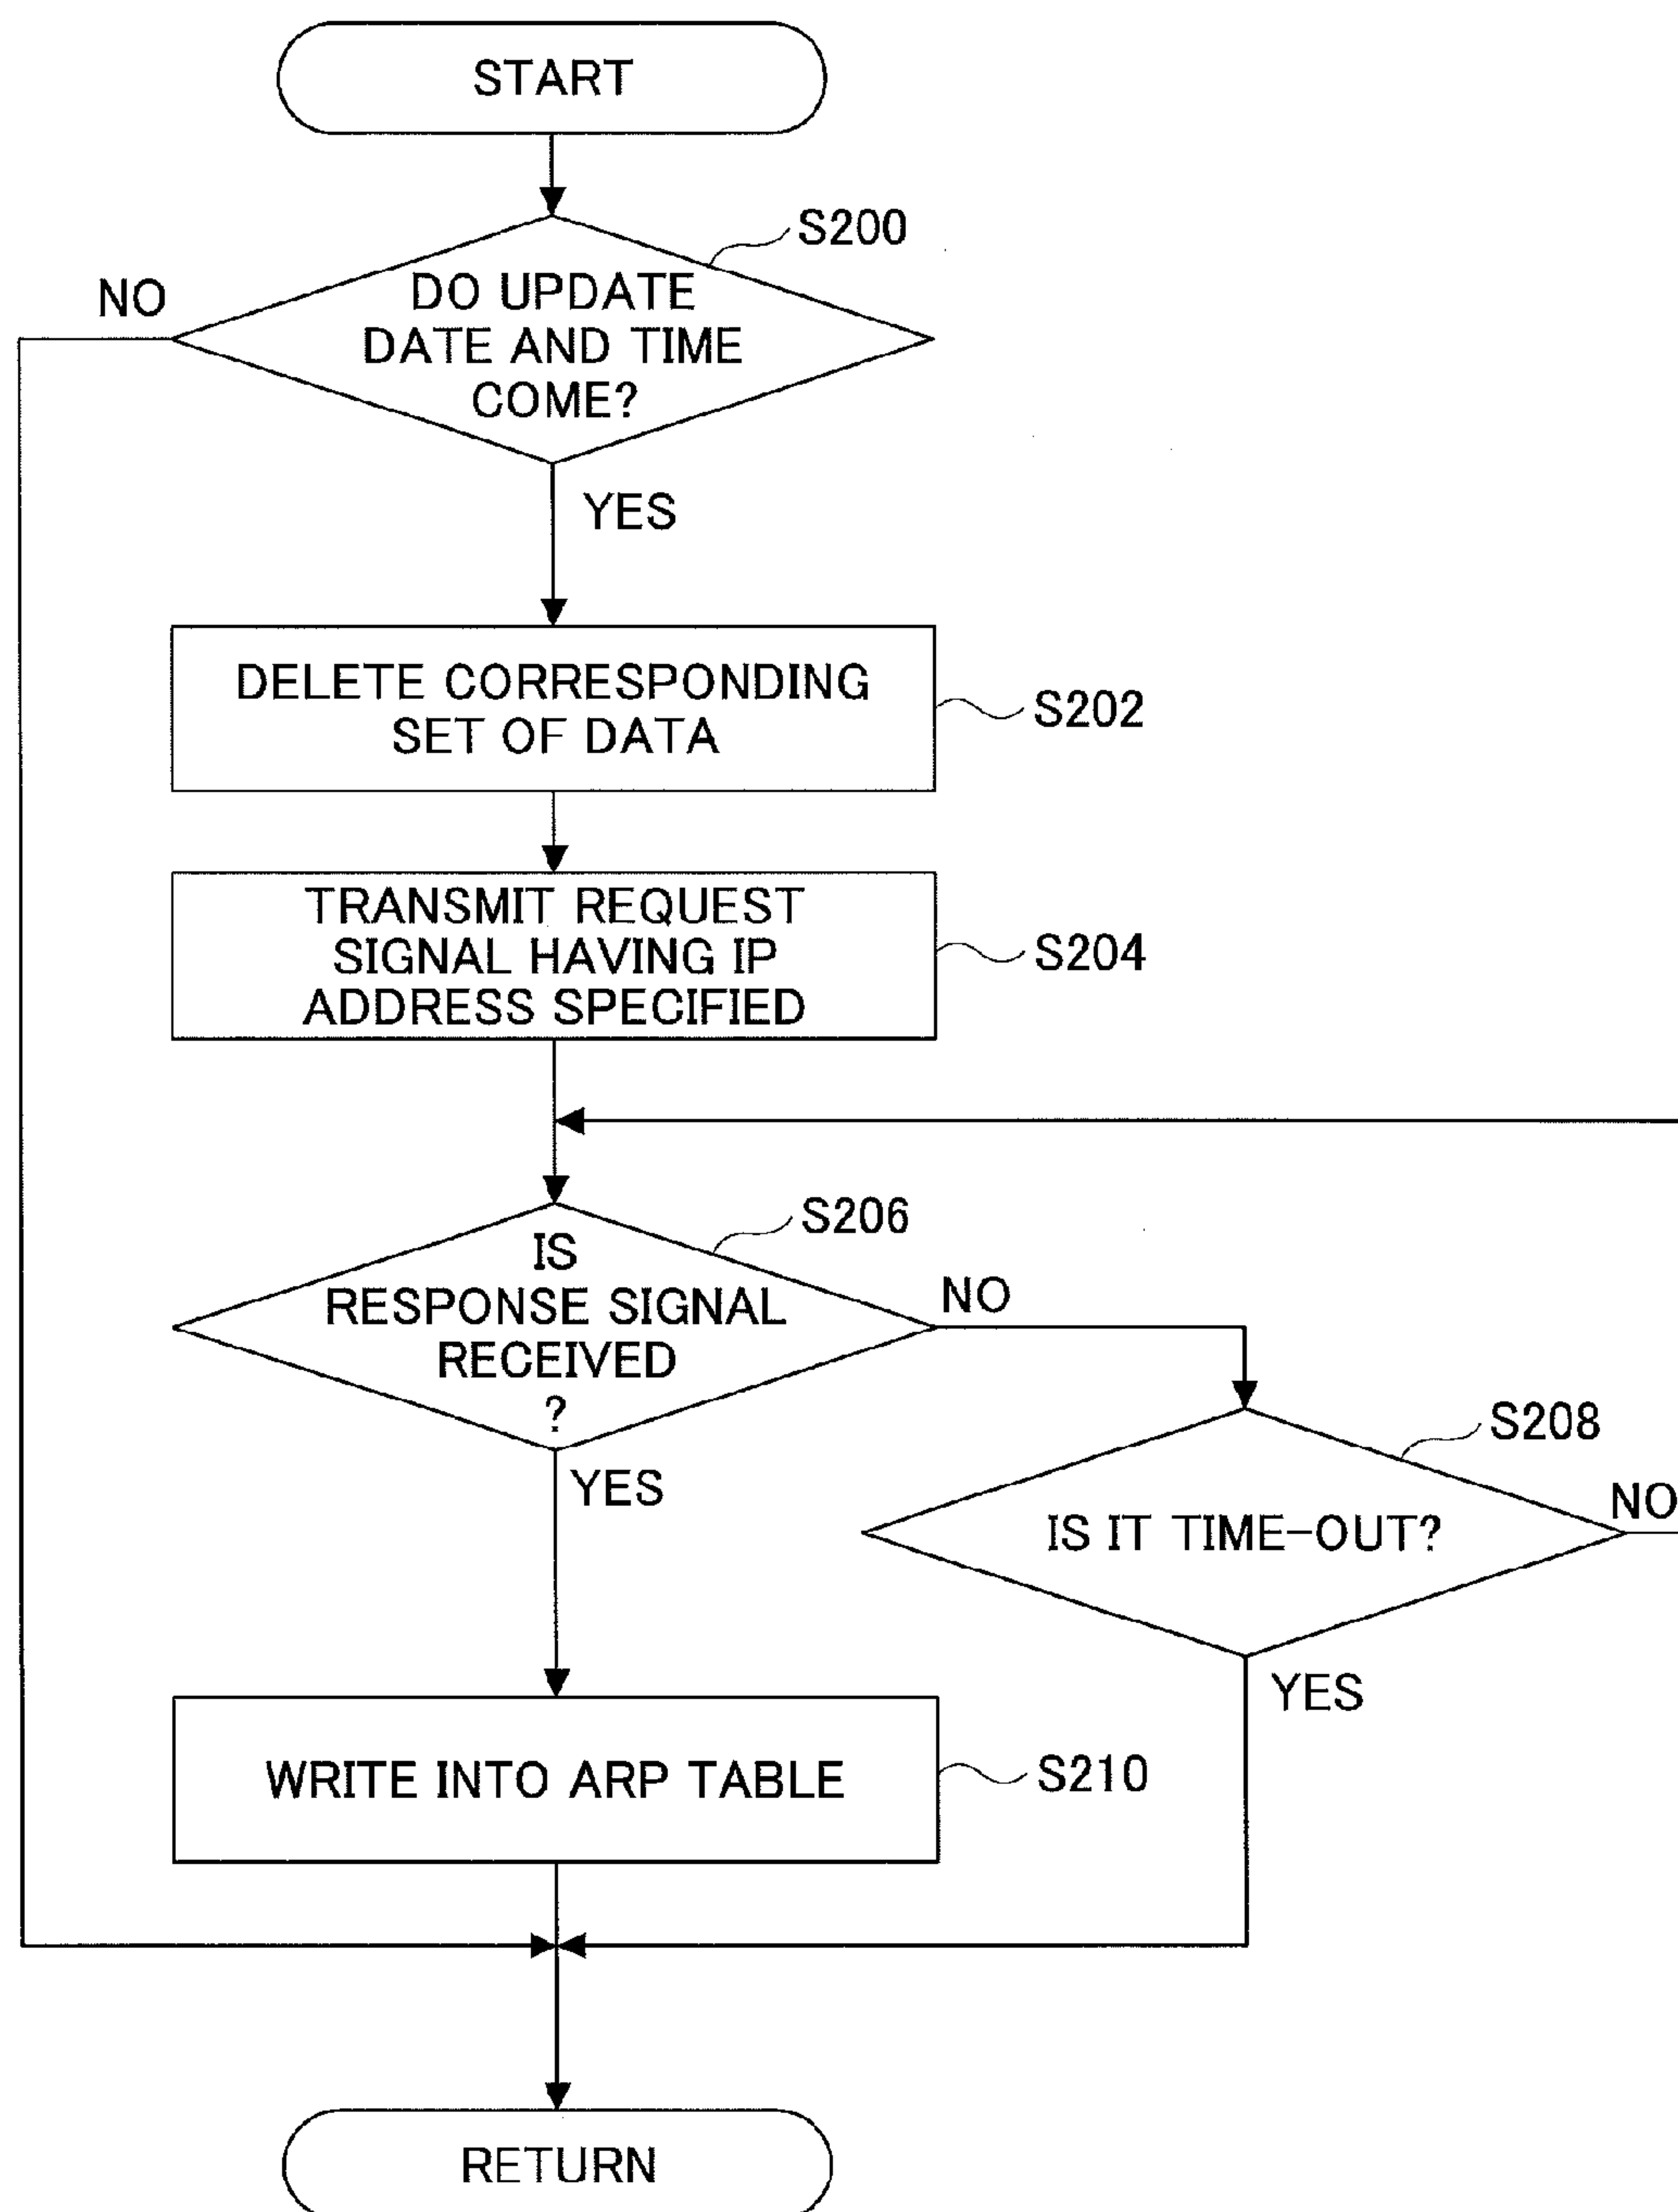 START
S200
NO
DO UPDATE
DATE AND TIME
COME?
YES
DELETE CORRESPONDING
SET OF DATA
S202
TRANSMIT REQUEST
SIGNAL HAVING IP
ADDRESS SPECIFIED
S204
S206
IS
RESPONSE SIGNAL
RECEIVED
?
NO
YES
S208
IS IT TIME-OUT?
NO
YES
WRITE INTO ARP TABLE
S210
RETURN